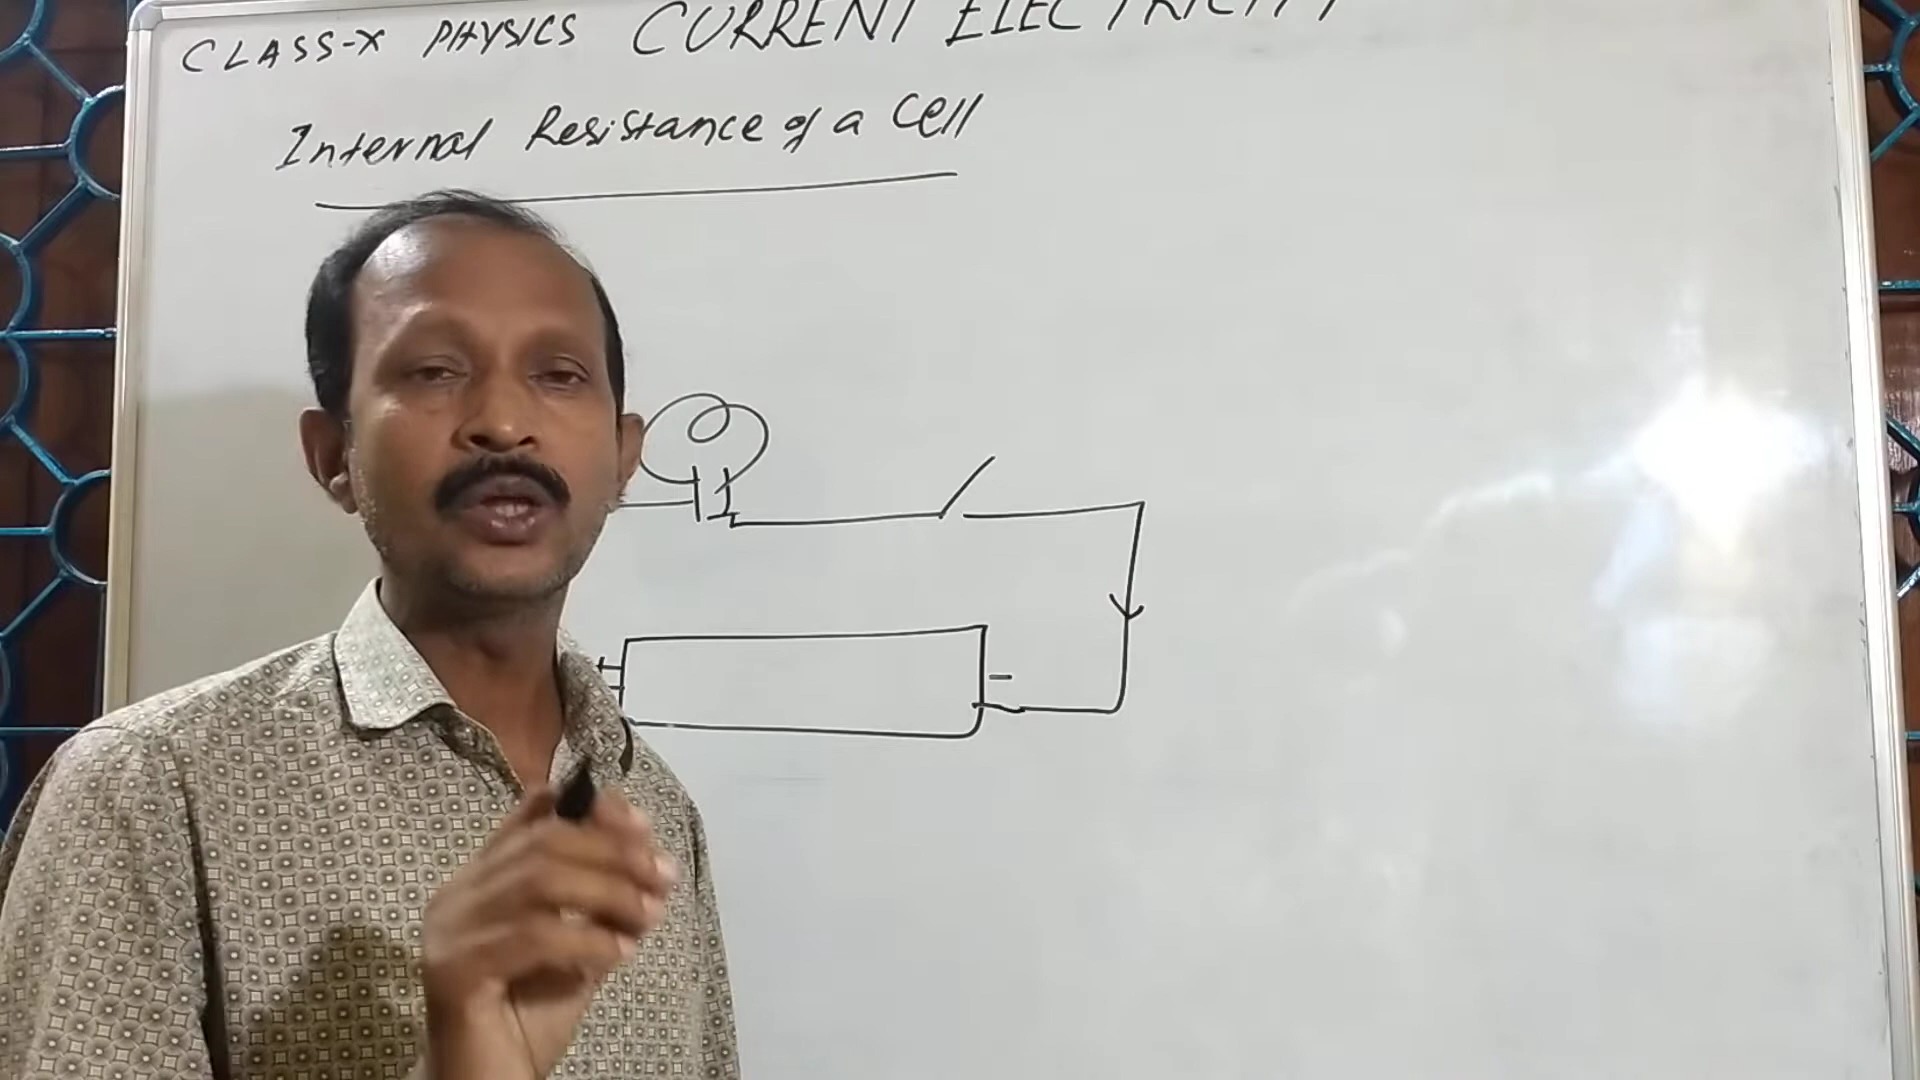 CLASS-X PHYSICS CURRENT ELECTRICITY
Internal Resistance of a Cell
+ -